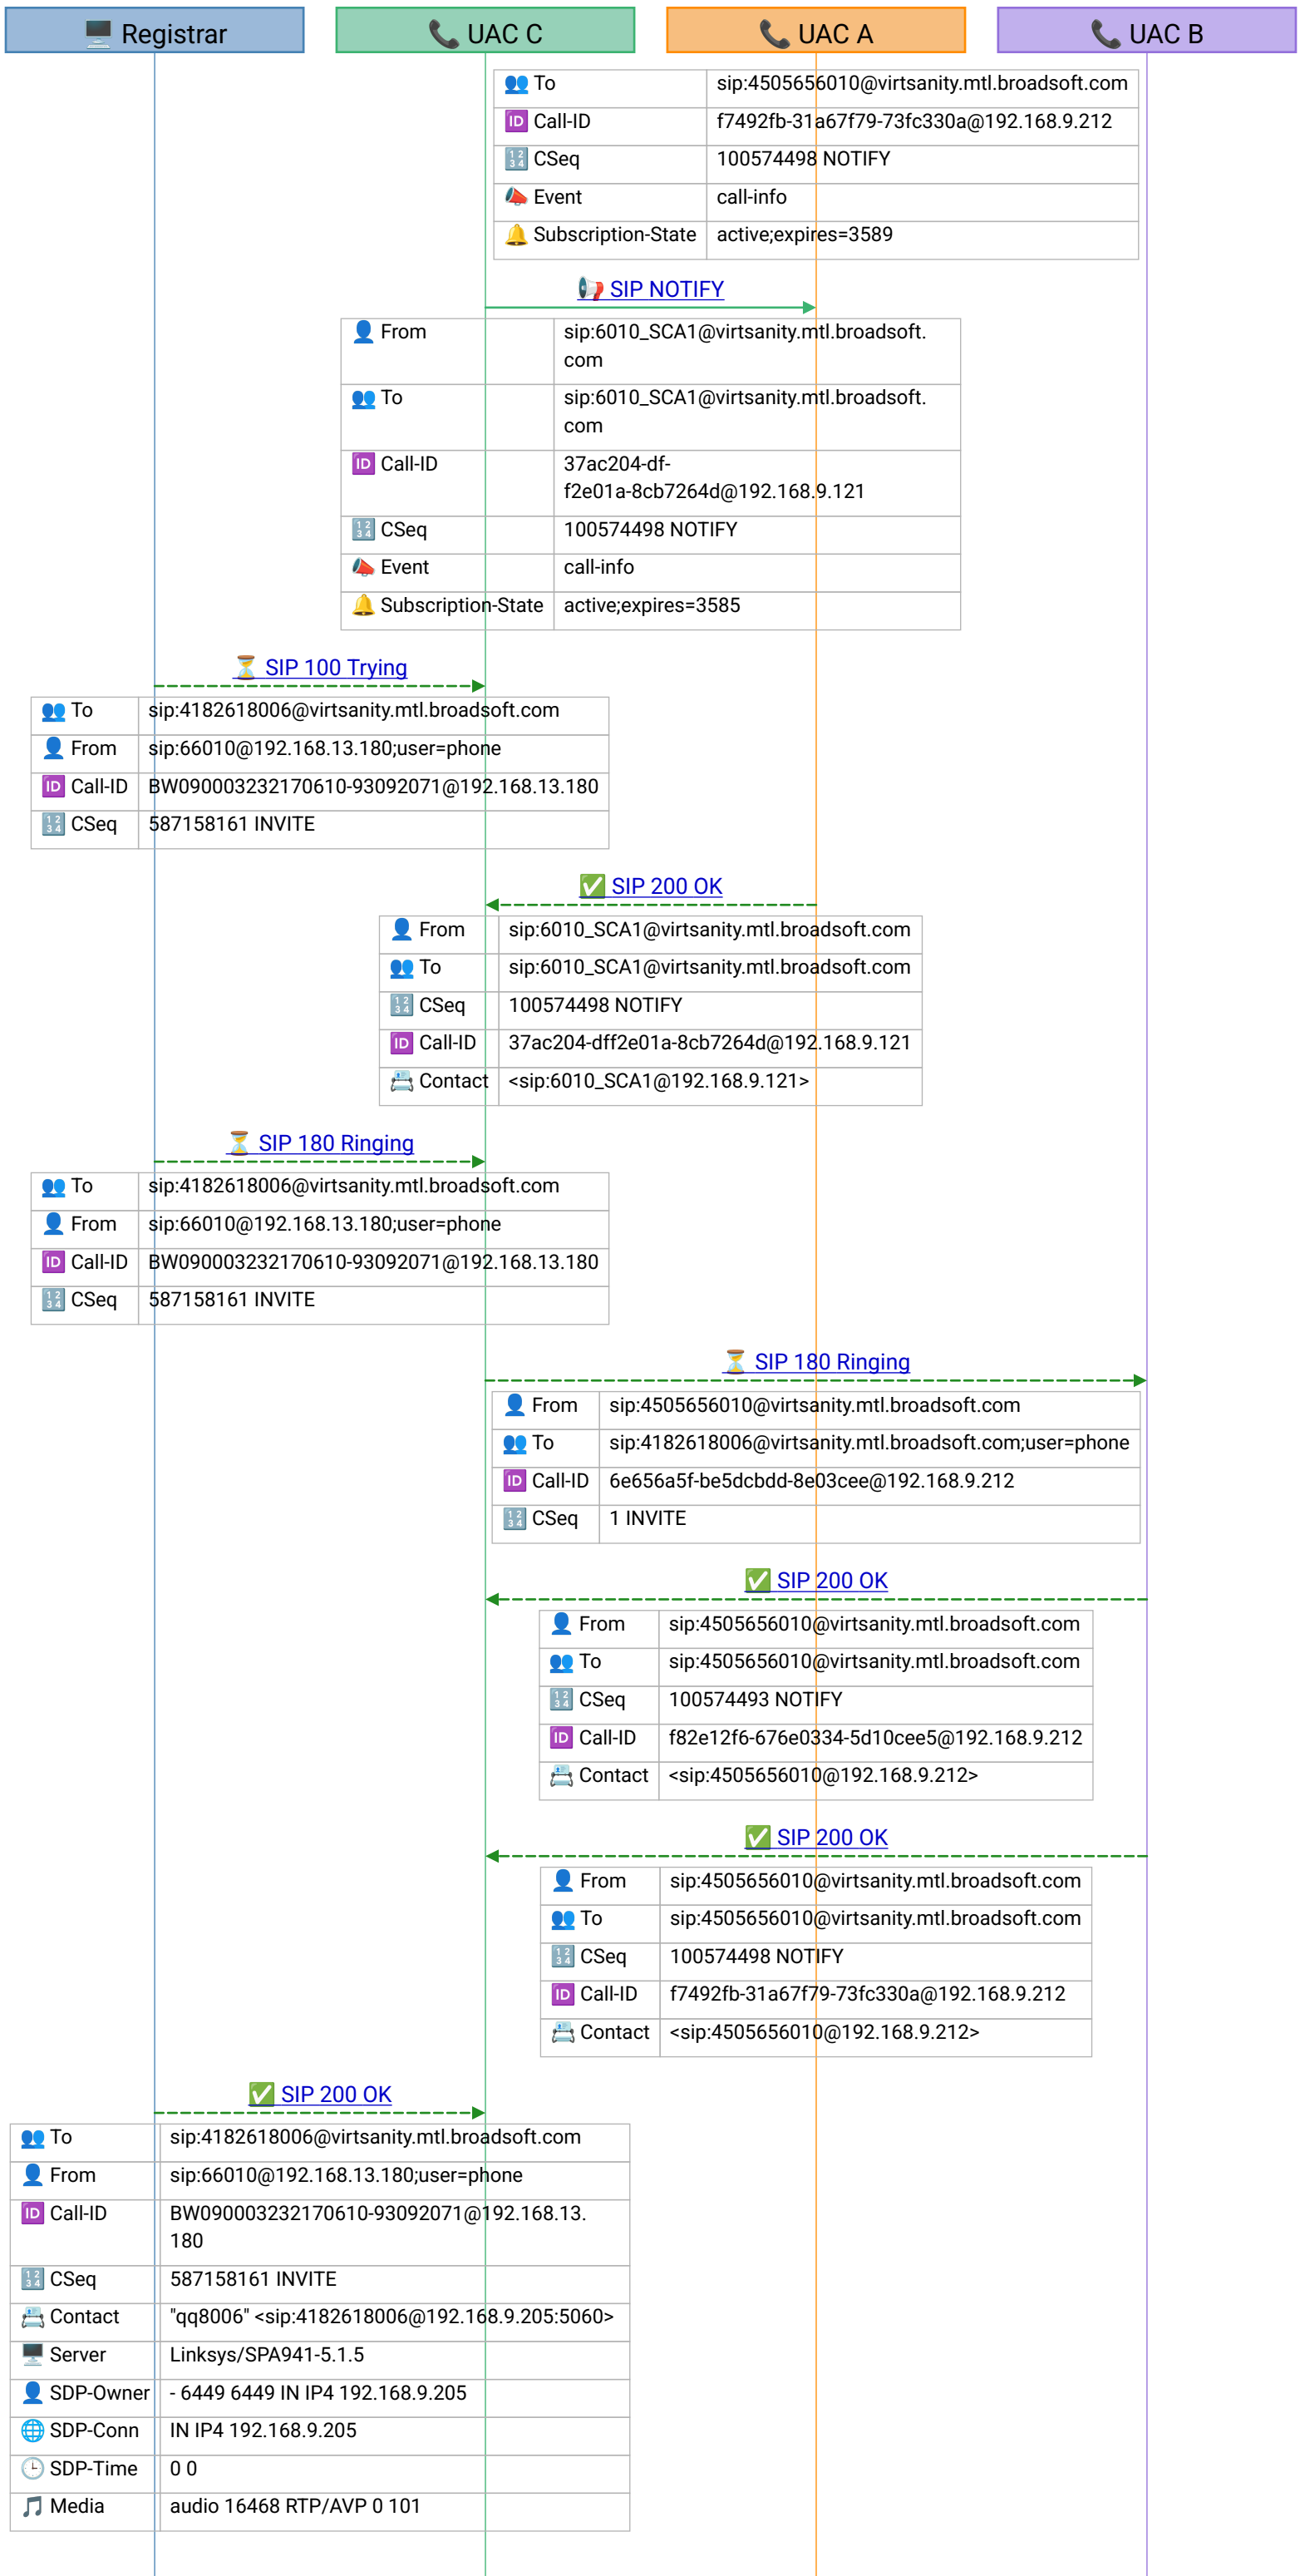 🖥️ Registrar
📞 UAC C
📞 UAC A
📞 UAC B
👥 To sip:4505656010@virtsanity.mtl.broadsoft.com
🆔 Call-ID f7492fb-31a67f79-73fc330a@192.168.9.212
🔢 CSeq 100574498 NOTIFY
📣 Event call-info
🔔 Subscription-State active;expires=3589
📢 SIP NOTIFY
👤 From sip:6010_SCA1@virtsanity.mtl.broadsoft.
com
👥 To sip:6010_SCA1@virtsanity.mtl.broadsoft.
com
🆔 Call-ID 37ac204-df-
f2e01a-8cb7264d@192.168.9.121
🔢 CSeq 100574498 NOTIFY
📣 Event call-info
🔔 Subscription-State active;expires=3585
⏳ SIP 100 Trying
👥 To sip:4182618006@virtsanity.mtl.broadsoft.com
👤 From sip:66010@192.168.13.180;user=phone
🆔 Call-ID BW090003232170610-93092071@192.168.13.180
🔢 CSeq 587158161 INVITE
✅ SIP 200 OK
👤 From sip:6010_SCA1@virtsanity.mtl.broadsoft.com
👥 To sip:6010_SCA1@virtsanity.mtl.broadsoft.com
🔢 CSeq 100574498 NOTIFY
🆔 Call-ID 37ac204-dff2e01a-8cb7264d@192.168.9.121
📇 Contact <sip:6010_SCA1@192.168.9.121>
⏳ SIP 180 Ringing
👥 To sip:4182618006@virtsanity.mtl.broadsoft.com
👤 From sip:66010@192.168.13.180;user=phone
🆔 Call-ID BW090003232170610-93092071@192.168.13.180
🔢 CSeq 587158161 INVITE
⏳ SIP 180 Ringing
👤 From sip:4505656010@virtsanity.mtl.broadsoft.com
👥 To sip:4182618006@virtsanity.mtl.broadsoft.com;user=phone
🆔 Call-ID 6e656a5f-be5dcbdd-8e03cee@192.168.9.212
🔢 CSeq 1 INVITE
✅ SIP 200 OK
👤 From sip:4505656010@virtsanity.mtl.broadsoft.com
👥 To sip:4505656010@virtsanity.mtl.broadsoft.com
🔢 CSeq 100574493 NOTIFY
🆔 Call-ID f82e12f6-676e0334-5d10cee5@192.168.9.212
📇 Contact <sip:4505656010@192.168.9.212>
✅ SIP 200 OK
👤 From sip:4505656010@virtsanity.mtl.broadsoft.com
👥 To sip:4505656010@virtsanity.mtl.broadsoft.com
🔢 CSeq 100574498 NOTIFY
🆔 Call-ID f7492fb-31a67f79-73fc330a@192.168.9.212
📇 Contact <sip:4505656010@192.168.9.212>
✅ SIP 200 OK
👥 To sip:4182618006@virtsanity.mtl.broadsoft.com
👤 From sip:66010@192.168.13.180;user=phone
🆔 Call-ID BW090003232170610-93092071@192.168.13.
180
🔢 CSeq 587158161 INVITE
📇 Contact "qq8006" <sip:4182618006@192.168.9.205:5060>
🖥️ Server Linksys/SPA941-5.1.5
👤 SDP-Owner - 6449 6449 IN IP4 192.168.9.205
🌐 SDP-Conn IN IP4 192.168.9.205
🕒 SDP-Time 0 0
🎵 Media audio 16468 RTP/AVP 0 101